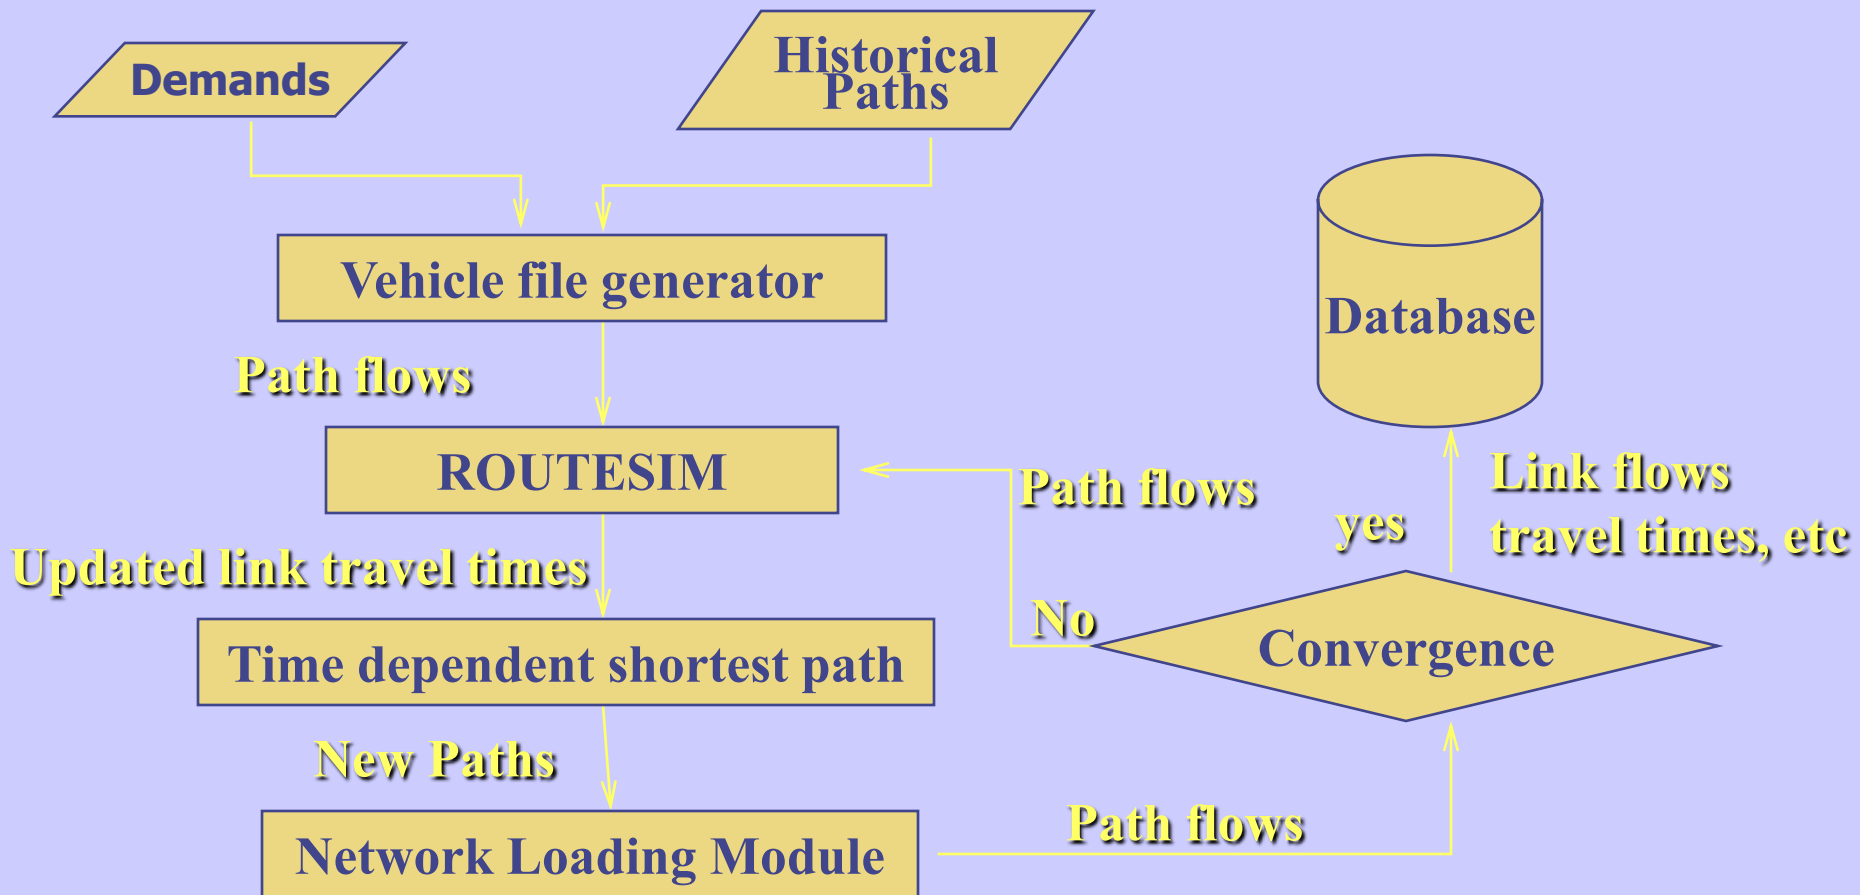 Demands
Historical
Paths
Vehicle file generator
Path flows
ROUTESIM
Updated link travel times
Time dependent shortest path
New Paths
Network Loading Module
Path flows
Convergence
No
Path flows
yes
Link flows
travel times, etc
Database